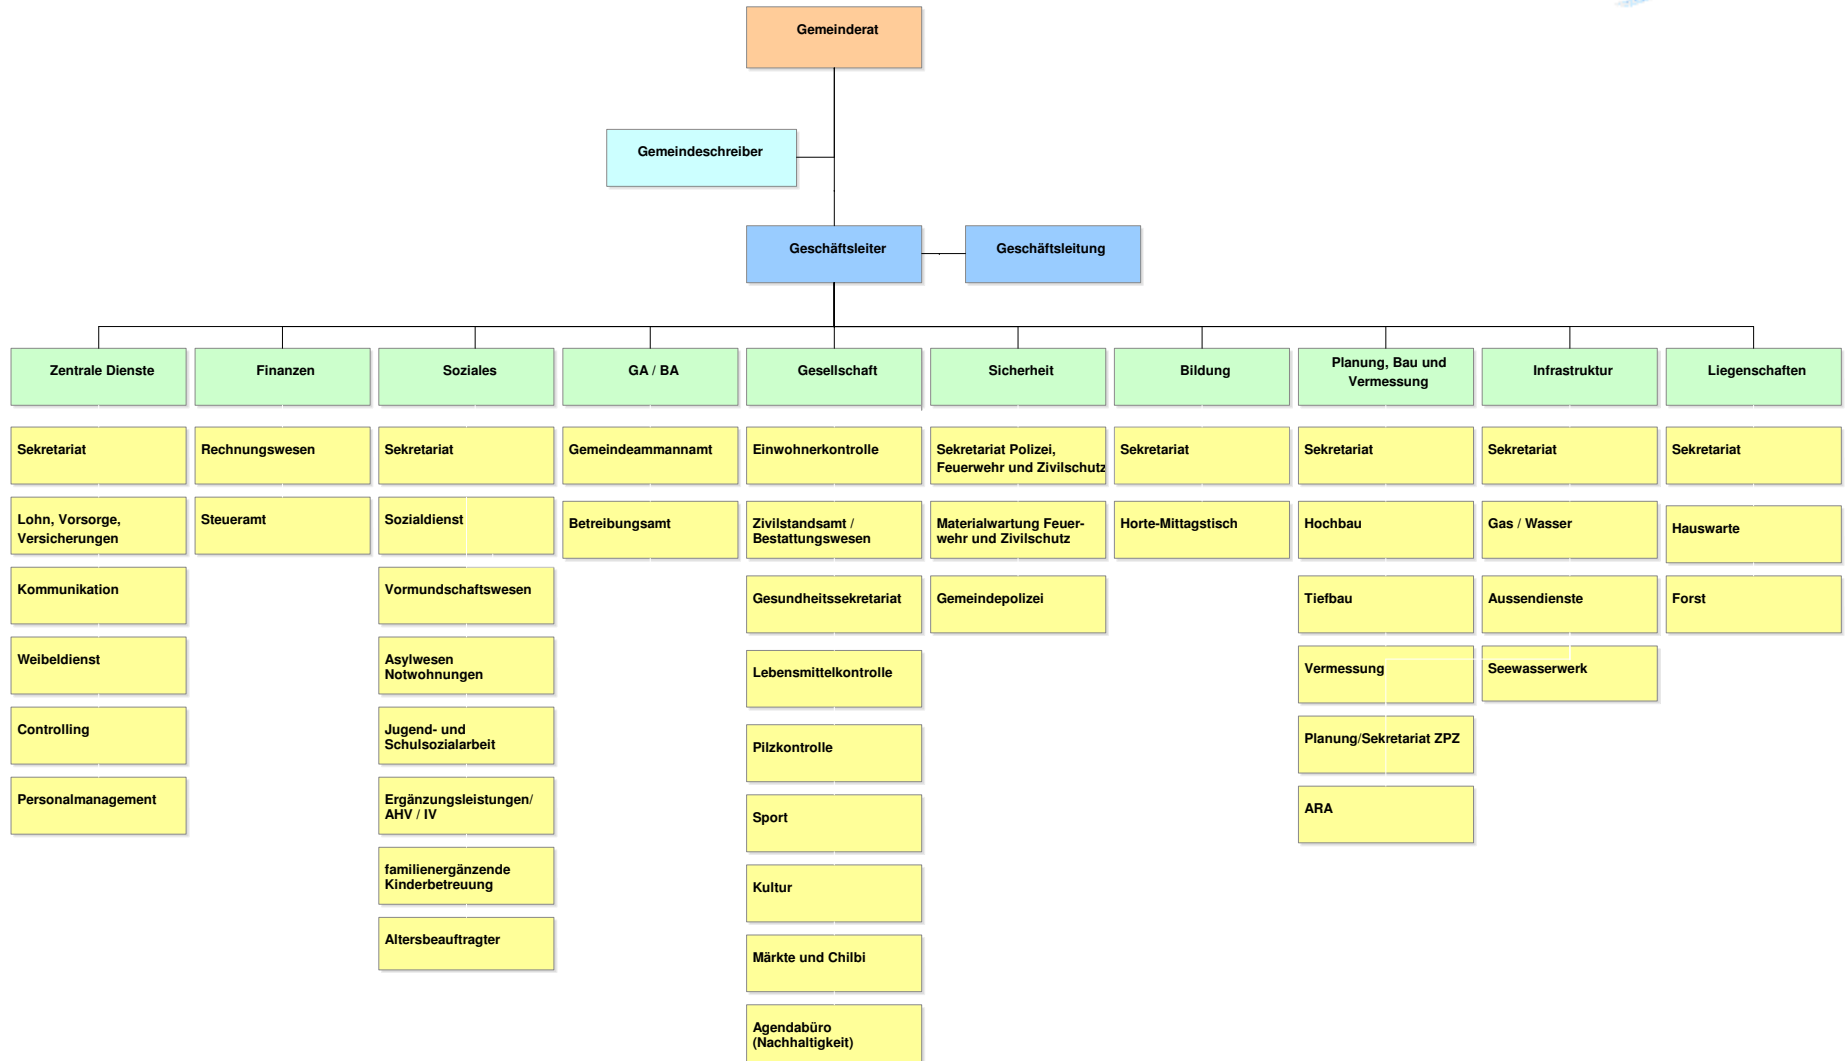 Gemeinderat
Gemeindeschreiber
Geschäftsleiter
Geschäftsleitung
Zentrale Dienste
Finanzen
Soziales
GA / BA
Gesellschaft
Sicherheit
Bildung
Planung, Bau und
Vermessung
Infrastruktur
Liegenschaften
Sekretariat
Lohn, Vorsorge,
Versicherungen
Kommunikation
Weibeldienst
Controlling
Personalmanagement
Rechnungswesen
Steueramt
Sekretariat
Sozialdienst
Vormundschaftswesen
Asylwesen
Notwohnungen
Jugend- und
Schulsozialarbeit
Ergänzungsleistungen/
AHV / IV
familienergänzende
Kinderbetreuung
Altersbeauftragter
Gemeindeammannamt
Betreibungsamt
Einwohnerkontrolle
Zivilstandsamt /
Bestattungswesen
Gesundheitssekretariat
Lebensmittelkontrolle
Pilzkontrolle
Sport
Kultur
Märkte und Chilbi
Agendabüro
(Nachhaltigkeit)
Sekretariat Polizei,
Feuerwehr und Zivilschutz
Materialwartung Feuer-
wehr und Zivilschutz
Gemeindepolizei
Sekretariat
Horte-Mittagstisch
Sekretariat
Hochbau
Tiefbau
Vermessung
Planung/Sekretariat ZPZ
ARA
Sekretariat
Gas / Wasser
Aussendienste
Seewasserwerk
Sekretariat
Hauswarte
Forst